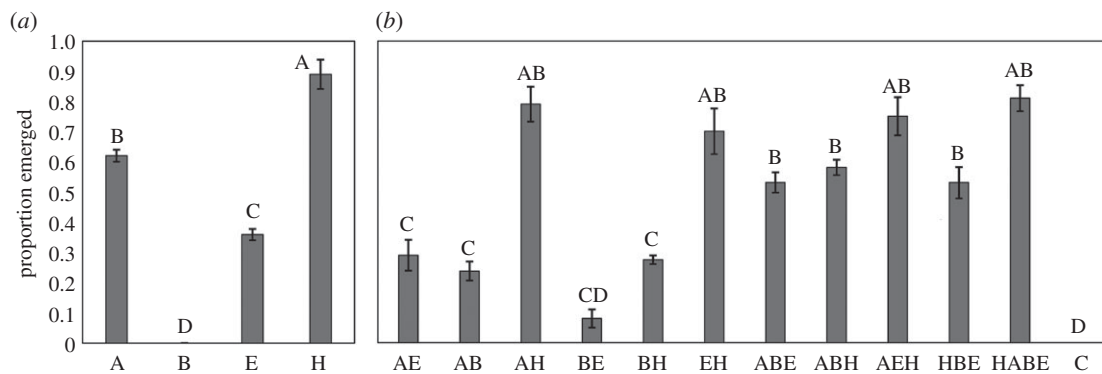 (a)
(b)
proportion emerged
1.0
0.9
0.8
0.7
0.6
0.5
0.4
0.3
0.2
0.1
0
B
D
C
A
A
B
E
H
C
C
AB
CD
C
AB
B
B
AB
B
AB
D
AE
AB
AH
BE
BH
EH
ABE
ABH
AEH
HBE
HABE
C